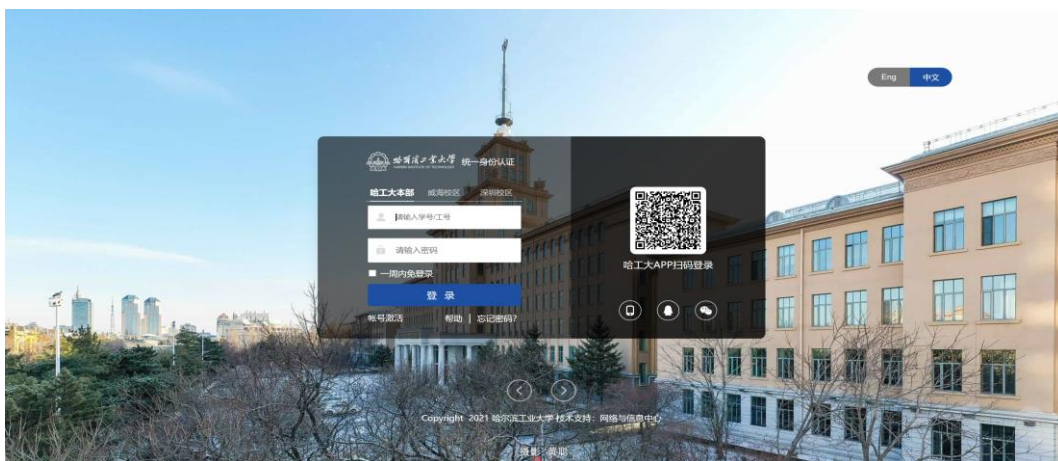 Eng 中文
哈爾濱工業大學 统一身份认证
哈工大本部 威海校区 深圳校区
请输入学号/工号
请输入密码
一周内免登录
登 录
帐号激活 帮助 | 忘记密码?
哈工大APP扫码登录
Copyright 2021 哈尔滨工业大学 技术支持：网络与信息中心